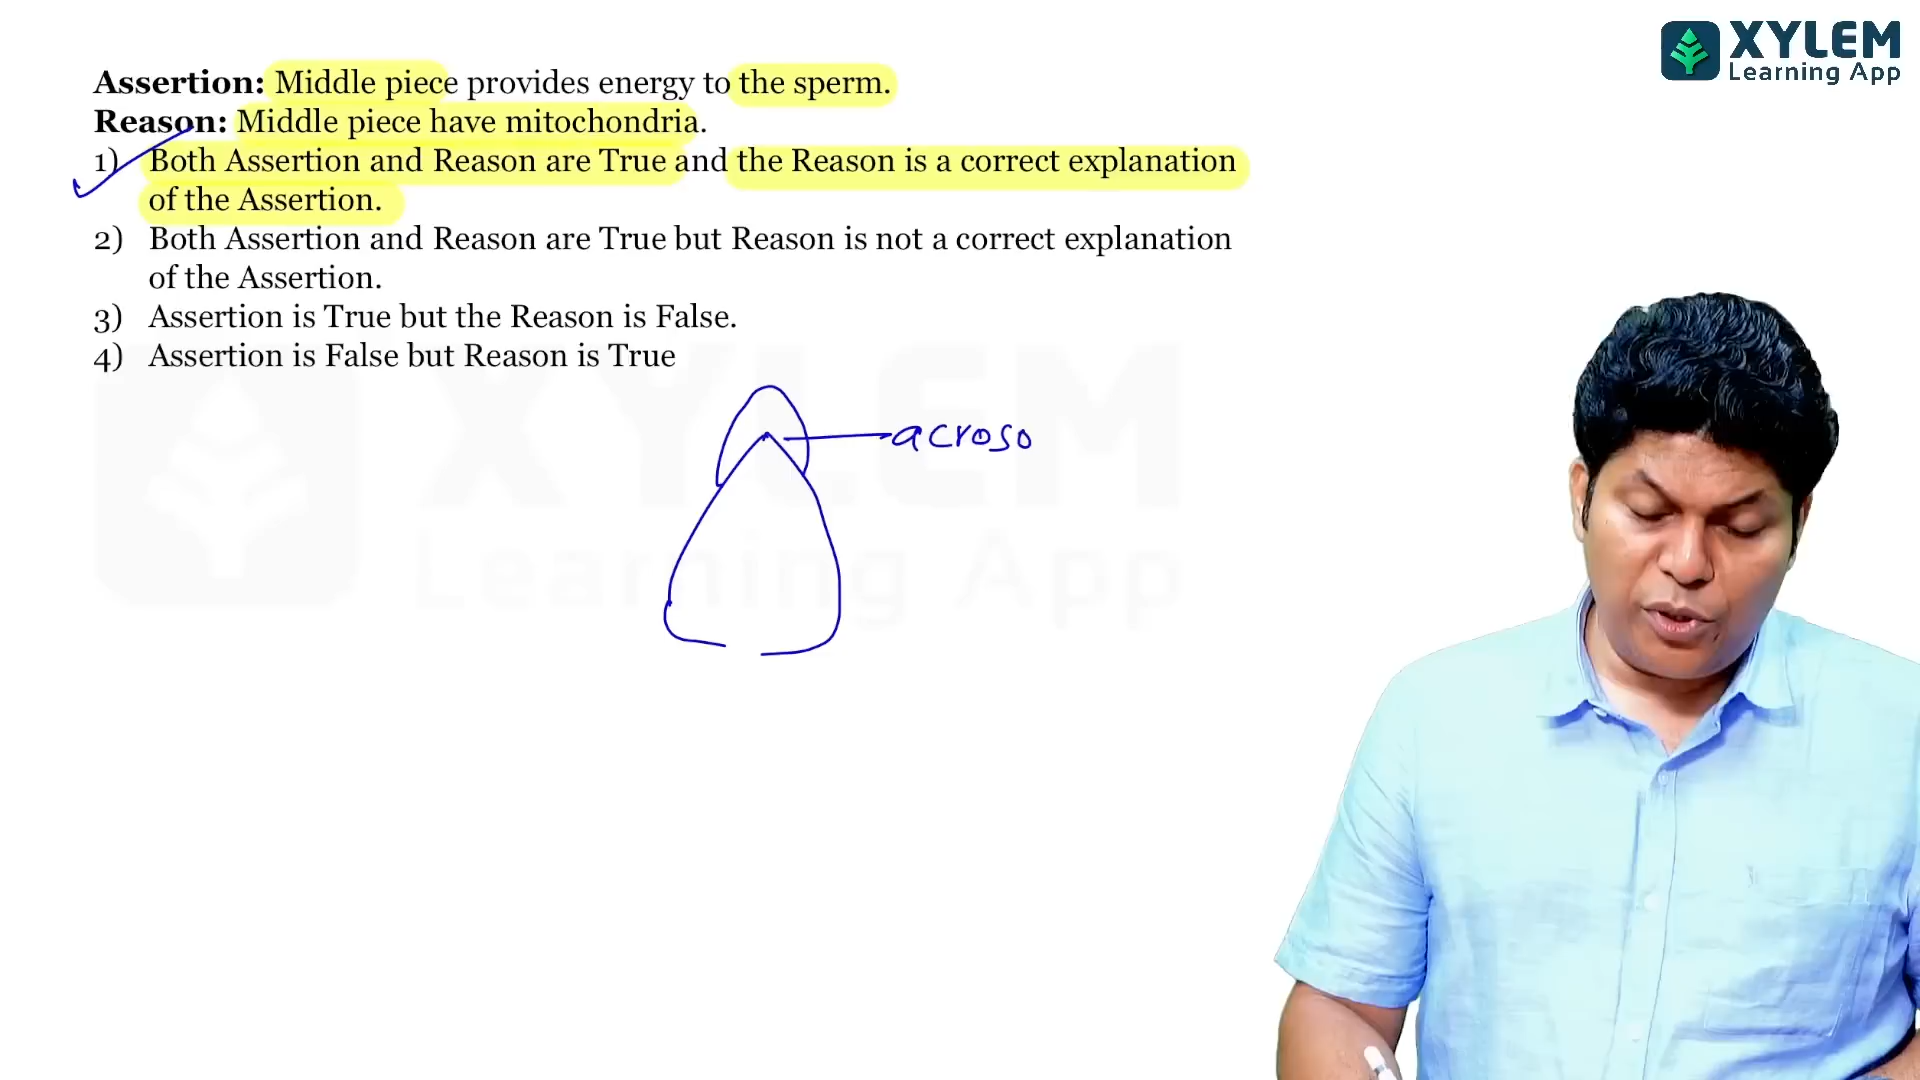 XYLEM
Learning App
Assertion: Middle piece provides energy to the sperm.
Reason: Middle piece have mitochondria.
1) Both Assertion and Reason are True and the Reason is a correct explanation
of the Assertion.
2) Both Assertion and Reason are True but Reason is not a correct explanation
of the Assertion.
3) Assertion is True but the Reason is False.
4) Assertion is False but Reason is True
XYLEM
Learning App
acroso